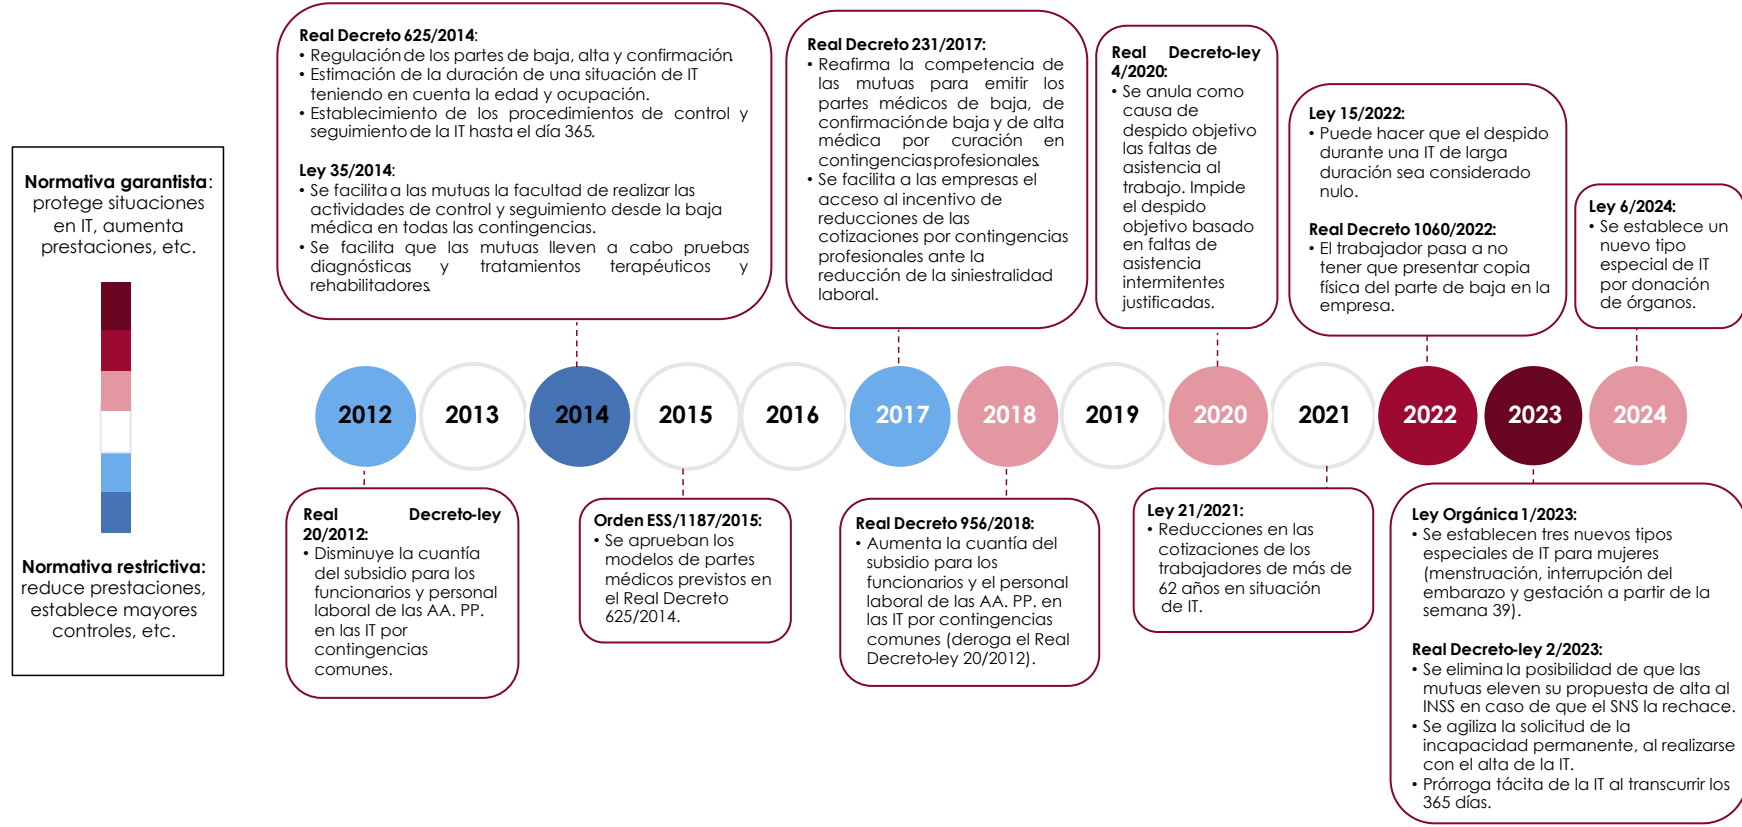 Normativa garantista:
protege situaciones
en IT, aumenta
prestaciones, etc.
Normativa restrictiva:
reduce prestaciones,
establece mayores
controles, etc.
Real Decreto 625/2014:
• Regulación de los partes de baja, alta y confirmación.
• Estimación de la duración de una situación de IT
teniendo en cuenta la edad y ocupación.
• Establecimiento de los procedimientos de control y
seguimiento de la IT hasta el día 365.
Ley 35/2014:
• Se facilita a las mutuas la facultad de realizar las
actividades de control y seguimiento desde la baja
médica en todas las contingencias.
• Se facilita que las mutuas lleven a cabo pruebas
diagnósticas y tratamientos terapéuticos y
rehabilitadores.
Real Decreto 231/2017:
• Reafirma la competencia de
las mutuas para emitir los
partes médicos de baja, de
confirmación de baja y de alta
médica por curación en
contingencias profesionales.
• Se facilita a las empresas el
acceso al incentivo de
reducciones de las
cotizaciones por contingencias
profesionales ante la
reducción de la siniestralidad
laboral.
Real Decreto-ley
4/2020:
• Se anula como
causa de
despido objetivo
las faltas de
asistencia al
trabajo. Impide
el despido
objetivo basado
en faltas de
asistencia
intermitentes
justificadas.
Ley 15/2022:
• Puede hacer que el despido
durante una IT de larga
duración sea considerado
nulo.
Real Decreto 1060/2022:
• El trabajador pasa a no
tener que presentar copia
física del parte de baja en la
empresa.
Ley 6/2024:
• Se establece un
nuevo tipo
especial de IT
por donación
de órganos.
2012
2013
2014
2015
2016
2017
2018
2019
2020
2021
2022
2023
2024
Real Decreto-ley
20/2012:
• Disminuye la cuantía
del subsidio para los
funcionarios y personal
laboral de las AA. PP.
en las IT por
contingencias
comunes.
Orden ESS/1187/2015:
• Se aprueban los
modelos de partes
médicos previstos en
el Real Decreto
625/2014.
Real Decreto 956/2018:
• Aumenta la cuantía del
subsidio para los
funcionarios y el personal
laboral de las AA. PP. en
las IT por contingencias
comunes (deroga el Real
Decreto-ley 20/2012).
Ley 21/2021:
• Reducciones en las
cotizaciones de los
trabajadores de más de
62 años en situación
de IT.
Ley Orgánica 1/2023:
• Se establecen tres nuevos tipos
especiales de IT para mujeres
(menstruación, interrupción del
embarazo y gestación a partir de la
semana 39).
Real Decreto-ley 2/2023:
• Se elimina la posibilidad de que las
mutuas eleven su propuesta de alta al
INSS en caso de que el SNS la rechace.
• Se agiliza la solicitud de la
incapacidad permanente, al realizarse
con el alta de la IT.
• Prórroga tácita de la IT al transcurrir los
365 días.